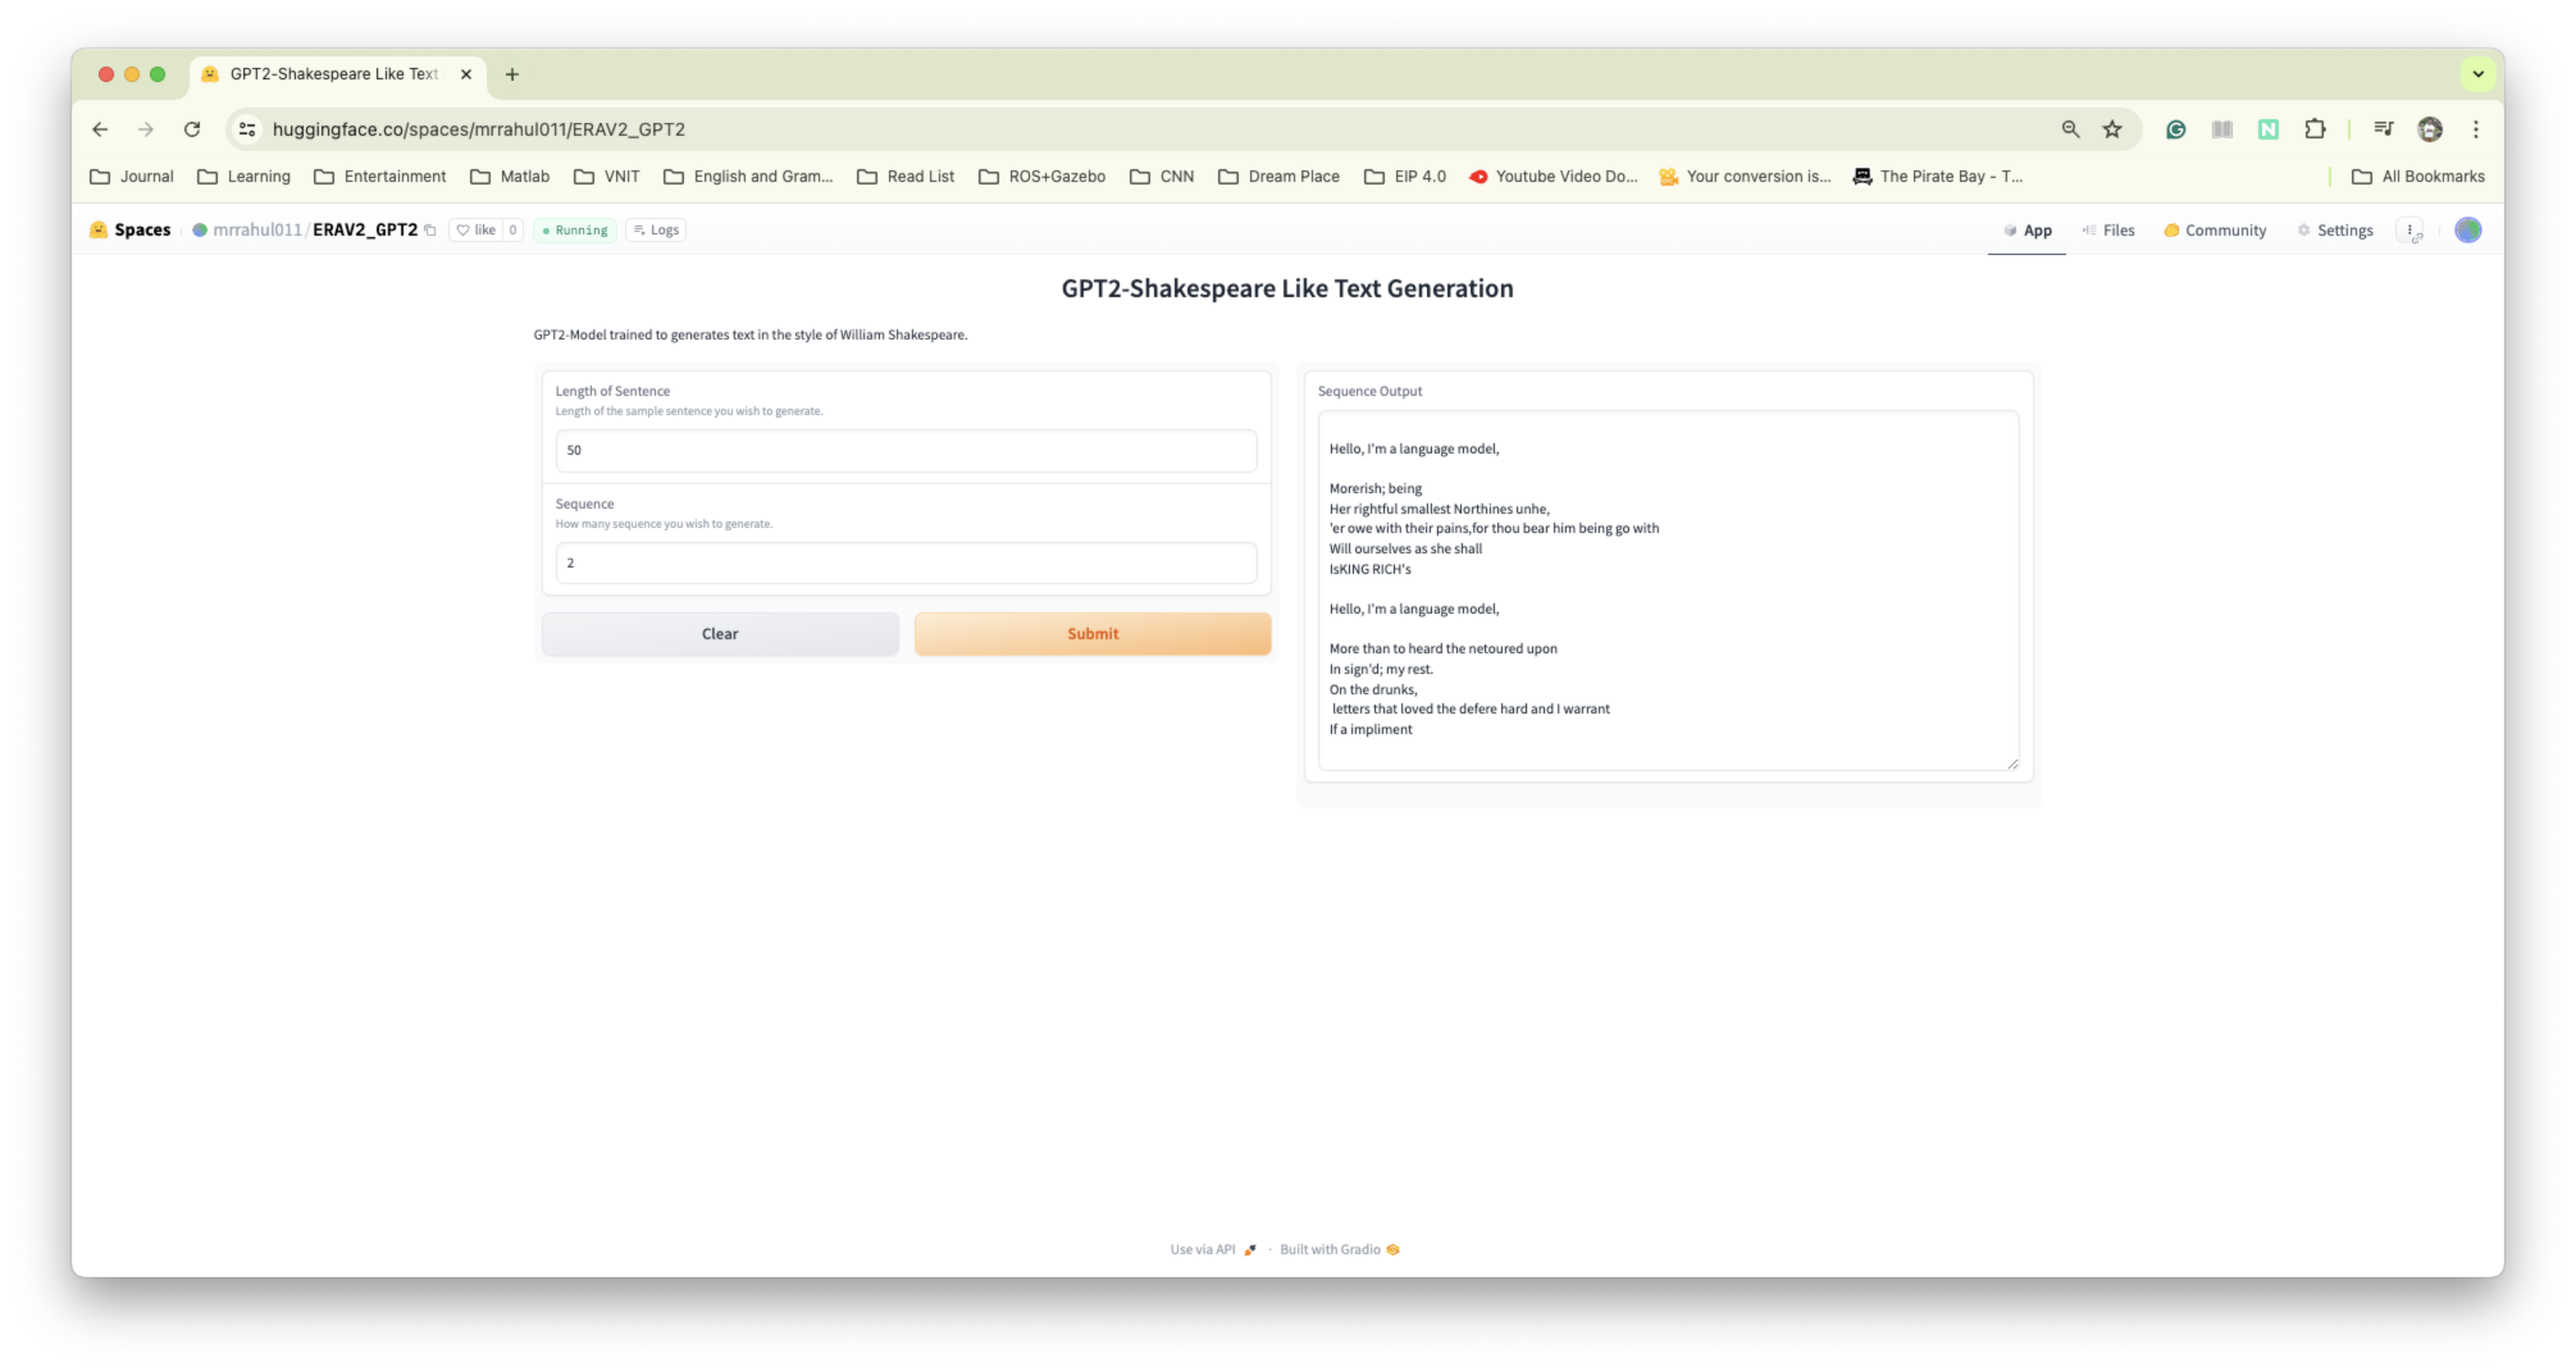 GPT2-Shakespeare Like Text
huggingface.co/spaces/mrrahul011/ERAV2_GPT2
Journal Learning Entertainment Matlab VNIT English and Gram... Read List ROS+Gazebo CNN Dream Place EIP 4.0 Youtube Video Do... Your conversion is... The Pirate Bay - T... All Bookmarks
Spaces mrrahul011/ERAV2_GPT2 like 0 Running Logs App Files Community Settings
GPT2-Shakespeare Like Text Generation
GPT2-Model trained to generates text in the style of William Shakespeare.
Length of Sentence
Length of the sample sentence you wish to generate.
50
Sequence
How many sequence you wish to generate.
2
Clear Submit
Sequence Output
Hello, I'm a language model,
Morerish; being
Her rightful smallest Northines unhe,
'er owe with their pains,for thou bear him being go with
Will ourselves as she shall
IsKING RICH's
Hello, I'm a language model,
More than to heard the netoured upon
In sign'd; my rest.
On the drunks,
letters that loved the defere hard and I warrant
If a impliment
Use via API · Built with Gradio